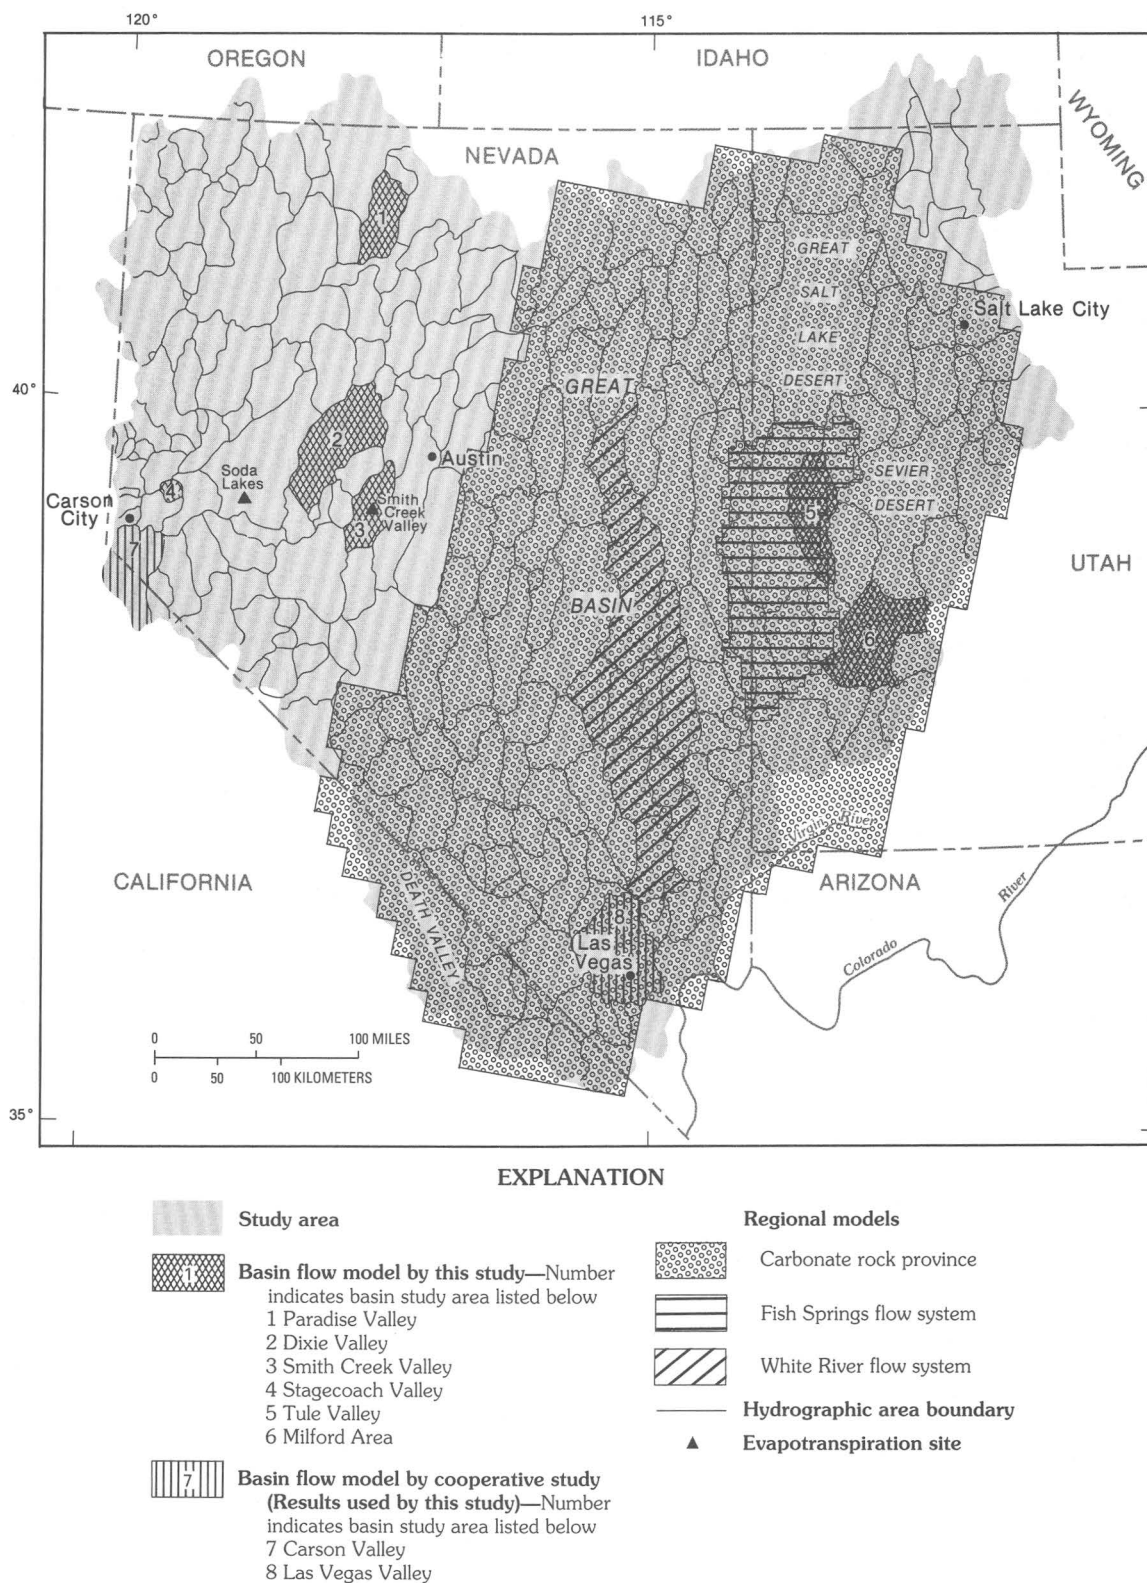 120°
115°
OREGON
IDAHO
WYOMING
NEVADA
1
GREAT
SALT
LAKE
DESERT
Salt Lake City
40°
GREAT
2
Austin
Soda
Lakes
SEVIER
DESERT
4
Carson
City
Smith
Creek
Valley
3
5
7
UTAH
BASIN
6
Virgin River
CALIFORNIA
DEATH VALLEY
ARIZONA
River
Colorado
8
Las
Vegas
0 50 100 MILES
0 50 100 KILOMETERS
35°
EXPLANATION
Study area
1
Basin flow model by this study—Number
indicates basin study area listed below
1 Paradise Valley
2 Dixie Valley
3 Smith Creek Valley
4 Stagecoach Valley
5 Tule Valley
6 Milford Area
7
Basin flow model by cooperative study
(Results used by this study)—Number
indicates basin study area listed below
7 Carson Valley
8 Las Vegas Valley
Regional models
Carbonate rock province
Fish Springs flow system
White River flow system
Hydrographic area boundary
Evapotranspiration site